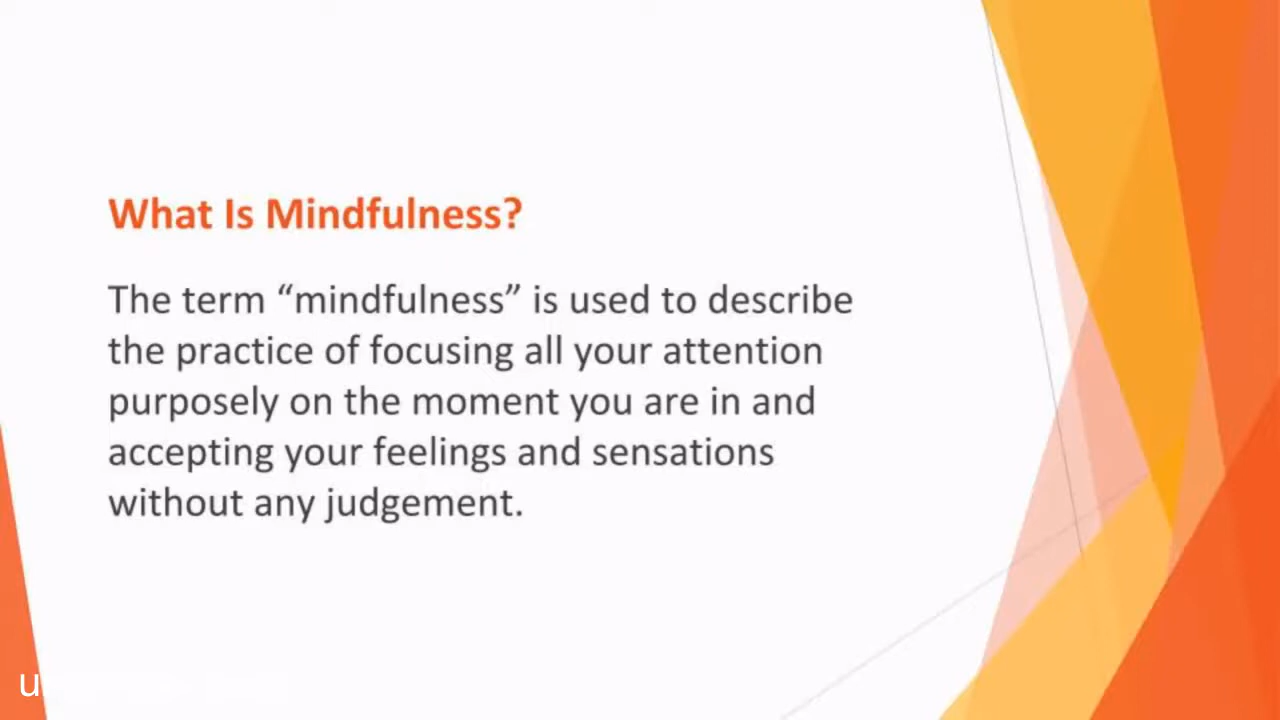 What Is Mindfulness?
The term “mindfulness” is used to describe
the practice of focusing all your attention
purposely on the moment you are in and
accepting your feelings and sensations
without any judgement.